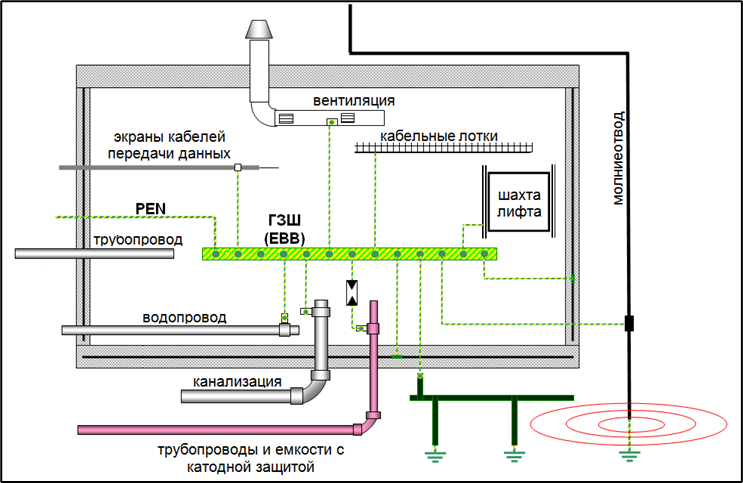 вентиляция
экраны кабелей
передачи данных
кабельные лотки
молниеотвод
шахта
лифта
PEN
ГЗШ
(ЕВВ)
трубопровод
водопровод
канализация
трубопроводы и емкости с
катодной защитой